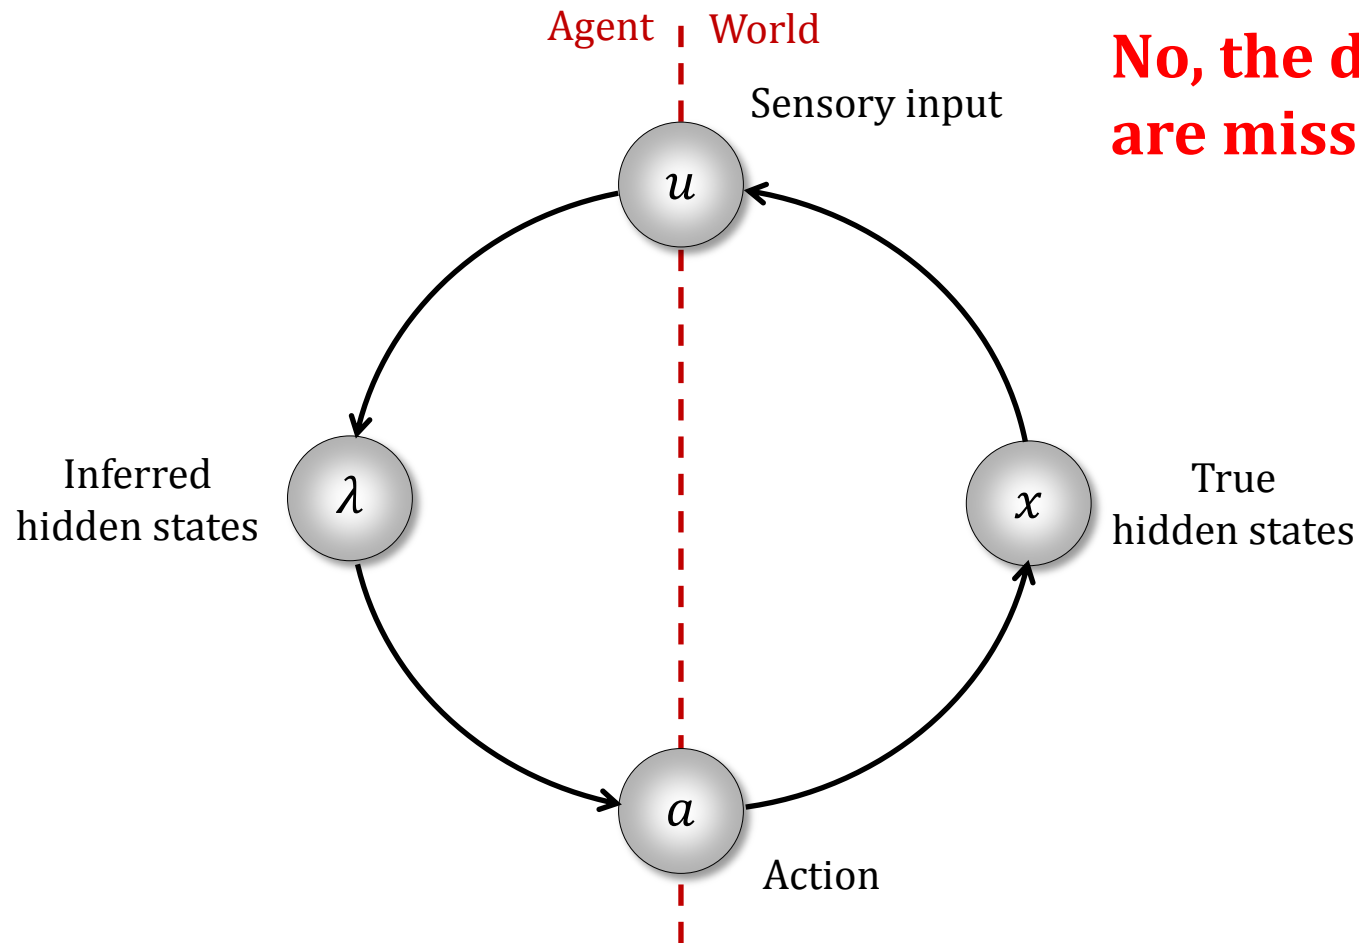 Agent World
No, the d
are miss
Sensory input
u
Inferred
hidden states
λ
x
True
hidden states
a
Action